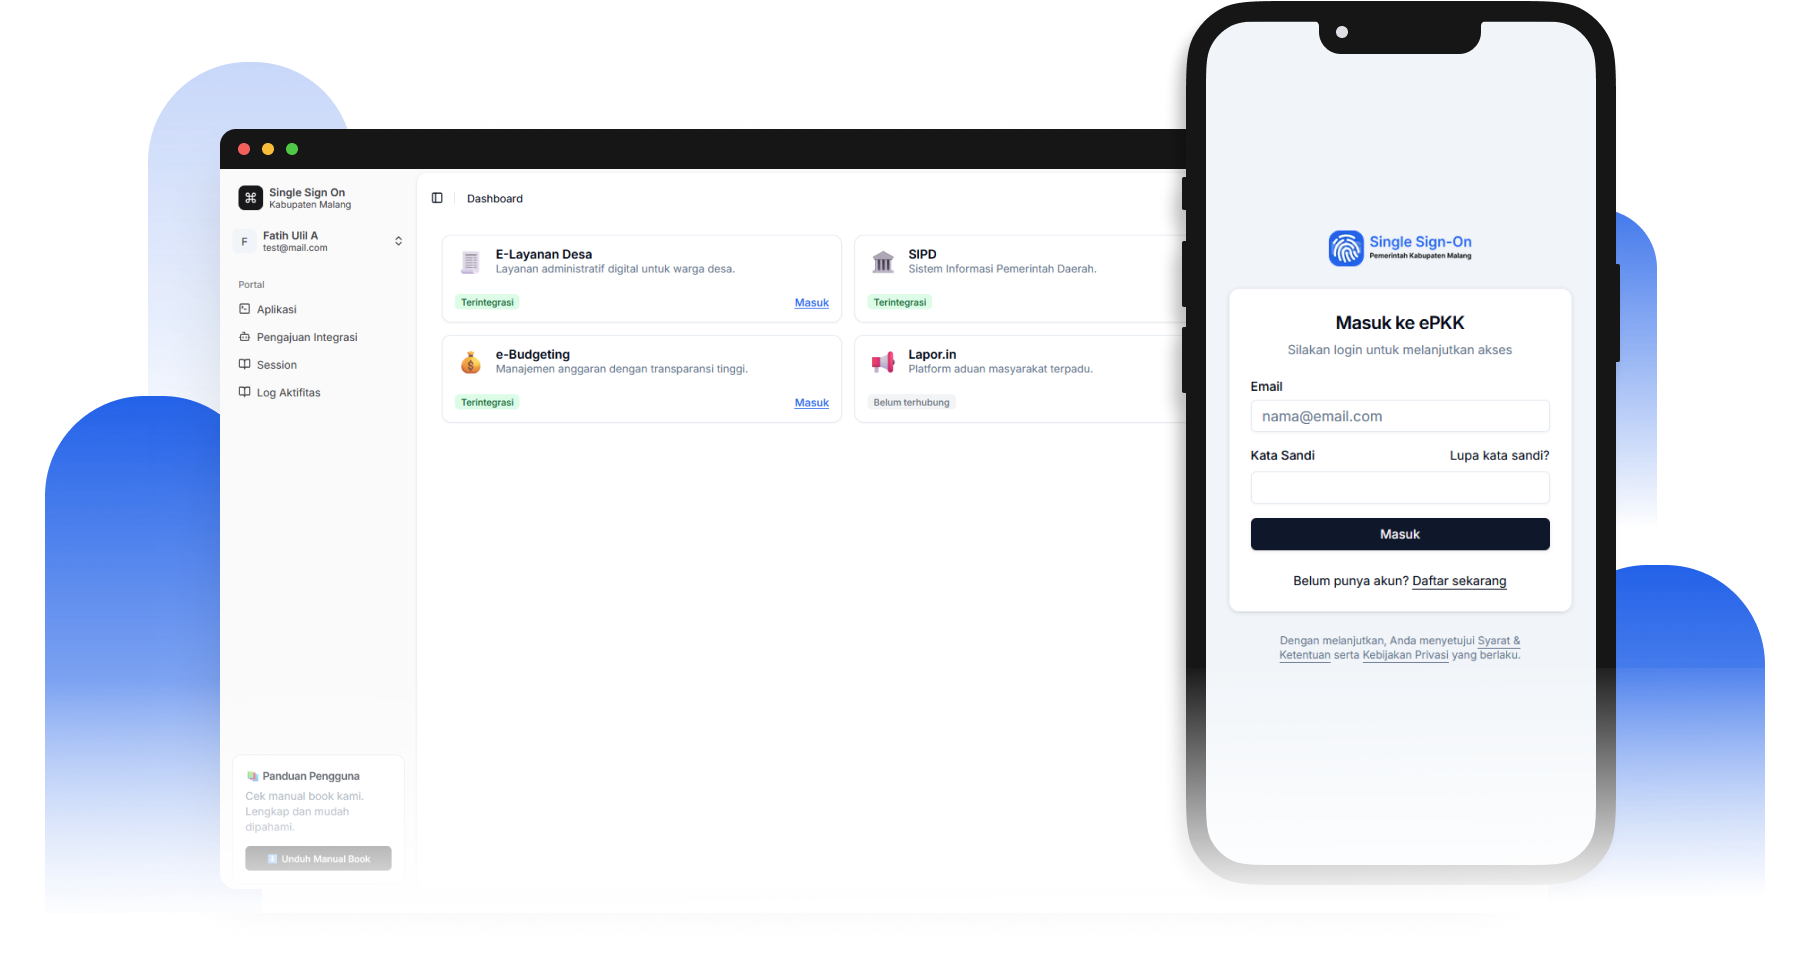 Single Sign On
Kabupaten Malang
F
Fatih Ulil A
test@mail.com
Portal
Aplikasi
Pengajuan Integrasi
Session
Log Aktifitas
Panduan Pengguna
Cek manual book kami.
Lengkap dan mudah
dipahami.
Unduh Manual Book
Dashboard
E-Layanan Desa
Layanan administratif digital untuk warga desa.
Terintegrasi
Masuk
SIPD
Sistem Informasi Pemerintah Daerah.
Terintegrasi
e-Budgeting
Manajemen anggaran dengan transparansi tinggi.
Terintegrasi
Masuk
Lapor.in
Platform aduan masyarakat terpadu.
Belum terhubung
Single Sign-On
Pemerintah Kabupaten Malang
Masuk ke ePKK
Silakan login untuk melanjutkan akses
Email
nama@email.com
Kata Sandi
Lupa kata sandi?
Masuk
Belum punya akun? Daftar sekarang
Dengan melanjutkan, Anda menyetujui Syarat &
Ketentuan serta Kebijakan Privasi yang berlaku.